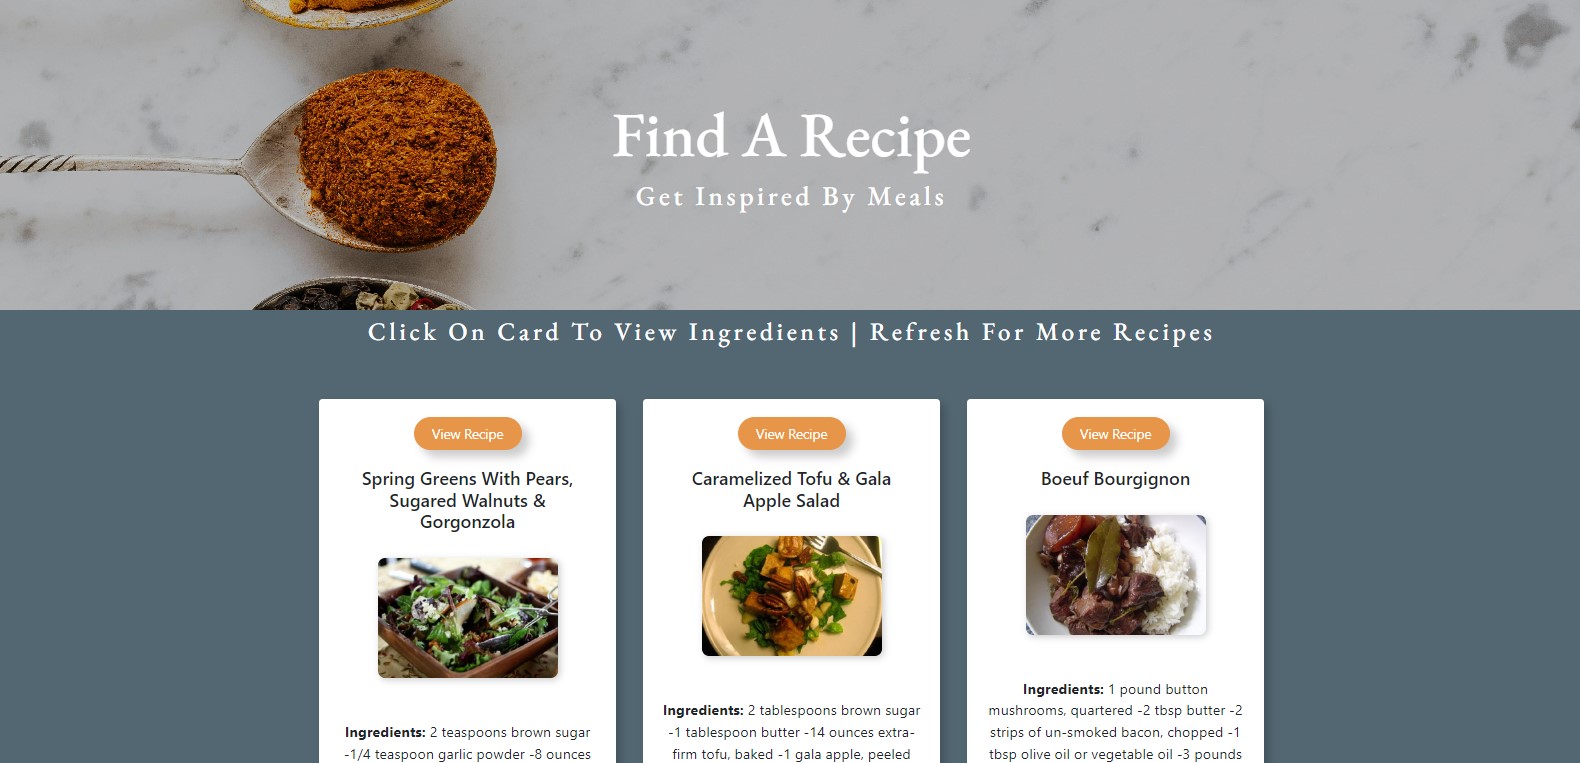 Find A Recipe
Get Inspired By Meals
Click On Card To View Ingredients | Refresh For More Recipes
View Recipe
Spring Greens With Pears,
Sugared Walnuts &
Gorgonzola
Ingredients: 2 teaspoons brown sugar
-1/4 teaspoon garlic powder -8 ounces
View Recipe
Caramelized Tofu & Gala
Apple Salad
Ingredients: 2 tablespoons brown sugar
-1 tablespoon butter -14 ounces extra-
firm tofu, baked -1 gala apple, peeled
View Recipe
Boeuf Bourgignon
Ingredients: 1 pound button
mushrooms, quartered -2 tbsp butter -2
strips of un-smoked bacon, chopped -1
tbsp olive oil or vegetable oil -3 pounds